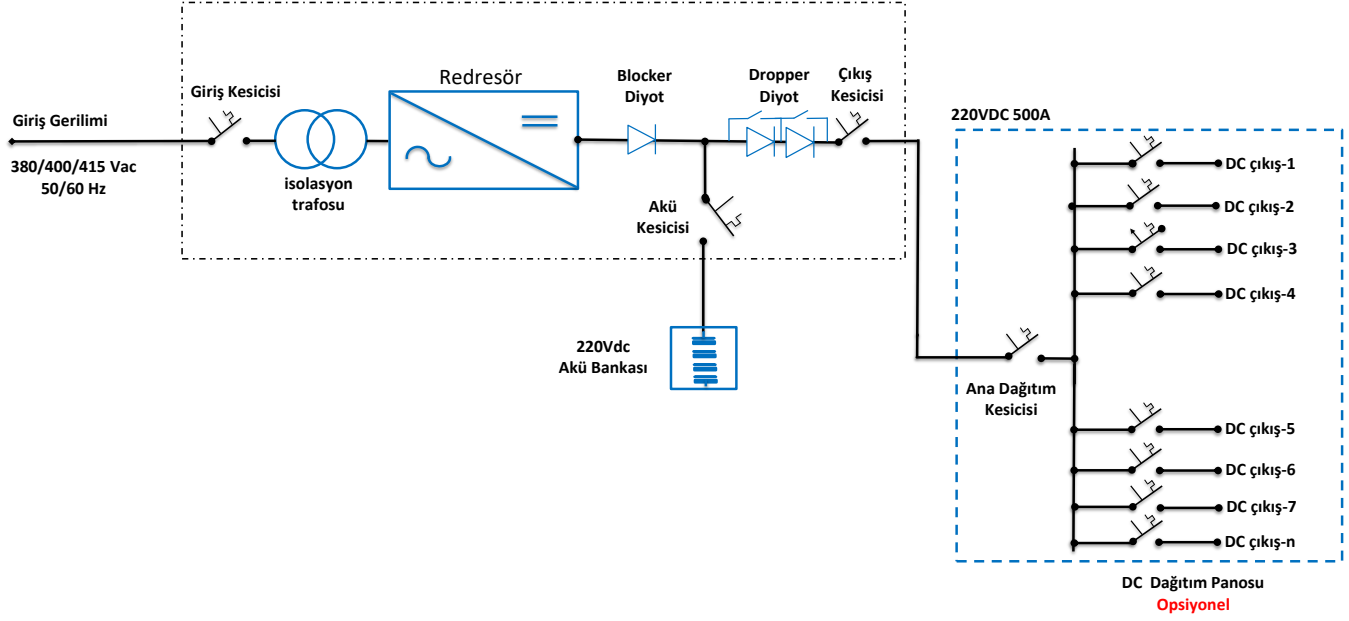 Giriş Gerilimi
380/400/415 Vac
50/60 Hz
Giriş Kesicisi
isolasyon
trafosu
Redresör
Blocker
Diyot
Dropper
Diyot
Çıkış
Kesicisi
Akü
Kesicisi
220Vdc
Akü Bankası
220VDC 500A
Ana Dağıtım
Kesicisi
DC çıkış-1
DC çıkış-2
DC çıkış-3
DC çıkış-4
DC çıkış-5
DC çıkış-6
DC çıkış-7
DC çıkış-n
DC Dağıtım Panosu
Opsiyonel